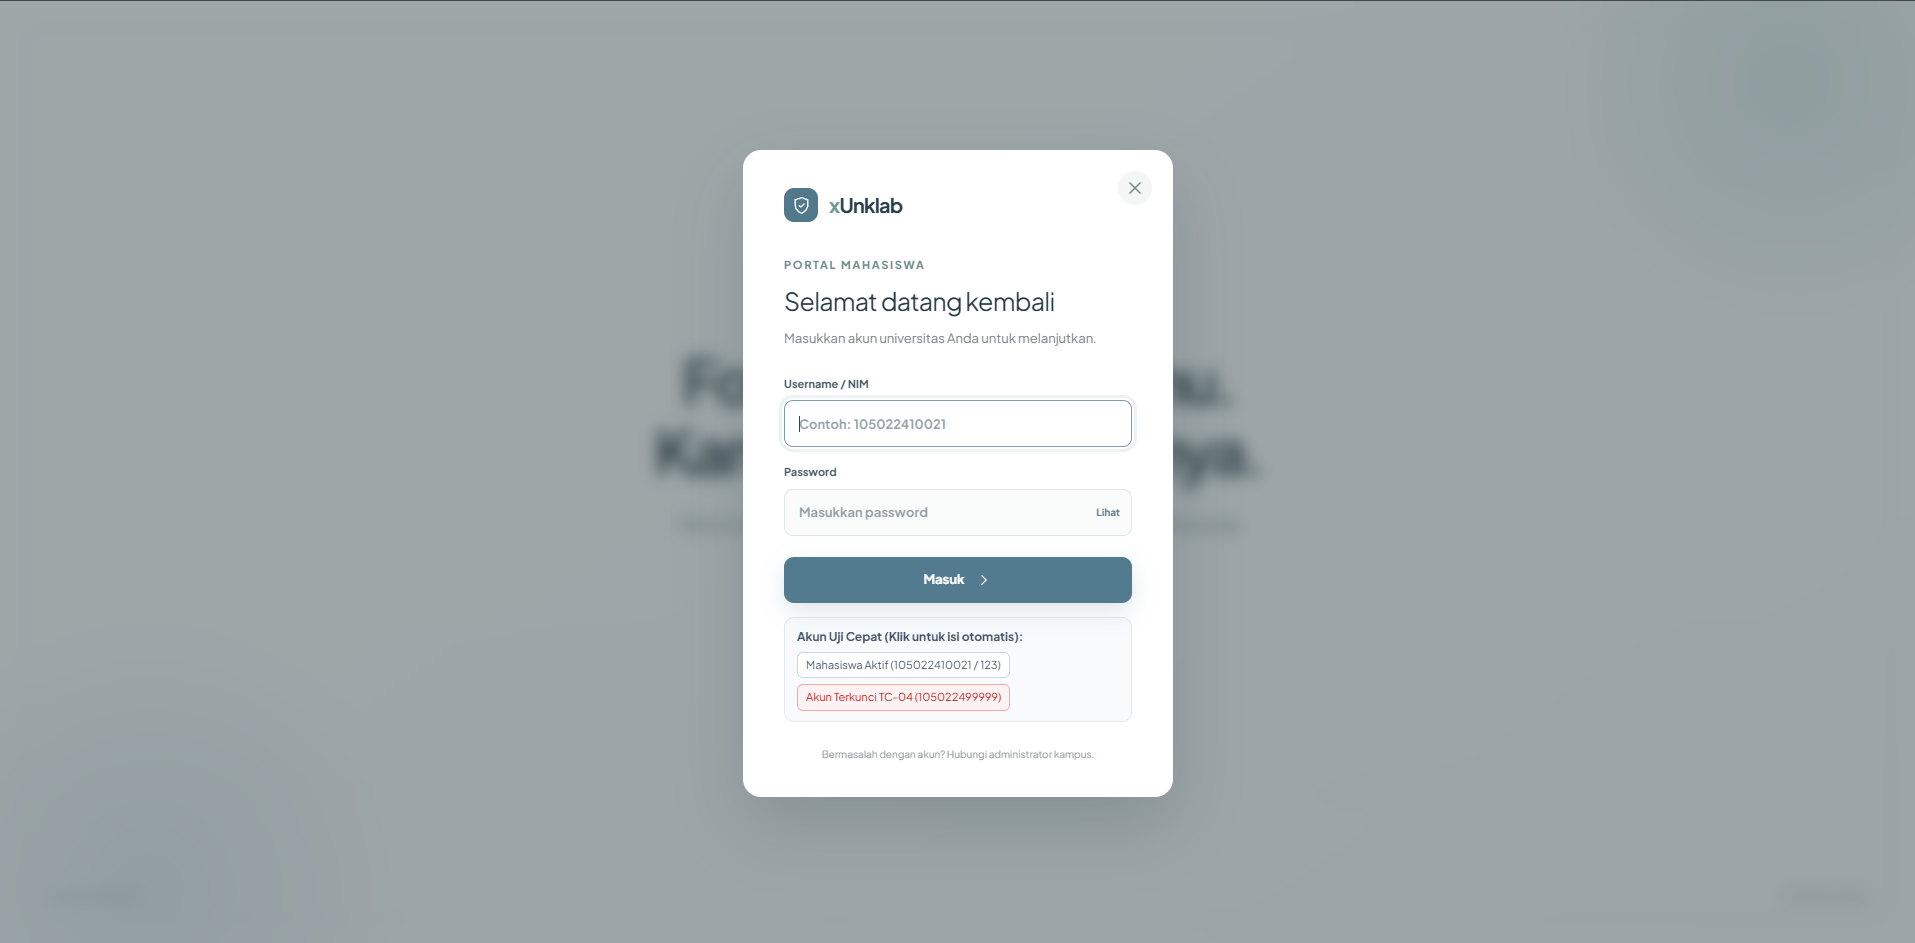 xUnklab
PORTAL MAHASISWA
Selamat datang kembali
Masukkan akun universitas Anda untuk melanjutkan.
Username / NIM
Contoh: 105022410021
Password
Masukkan password
Lihat
Masuk
Akun Uji Cepat (Klik untuk isi otomatis):
Mahasiswa Aktif (105022410021 / 123)
Akun Terkunci TC-04 (105022499999)
Bermasalah dengan akun? Hubungi administrator kampus.